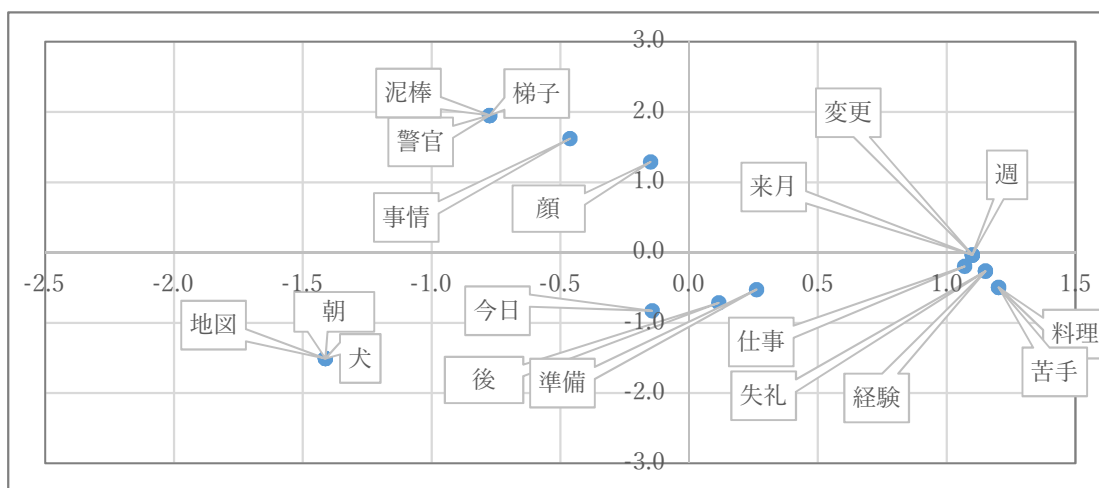 3.0
泥棒
梯子
2.0
変更
警官
1.0
週
来月
事情
顔
0.0
-2.5
-2.0
-1.5
-1.0
-0.5
0.0
0.5
1.0
1.5
今日
朝
地図
-1.0
仕事
料理
犬
後
準備
苦手
失礼
経験
-2.0
-3.0